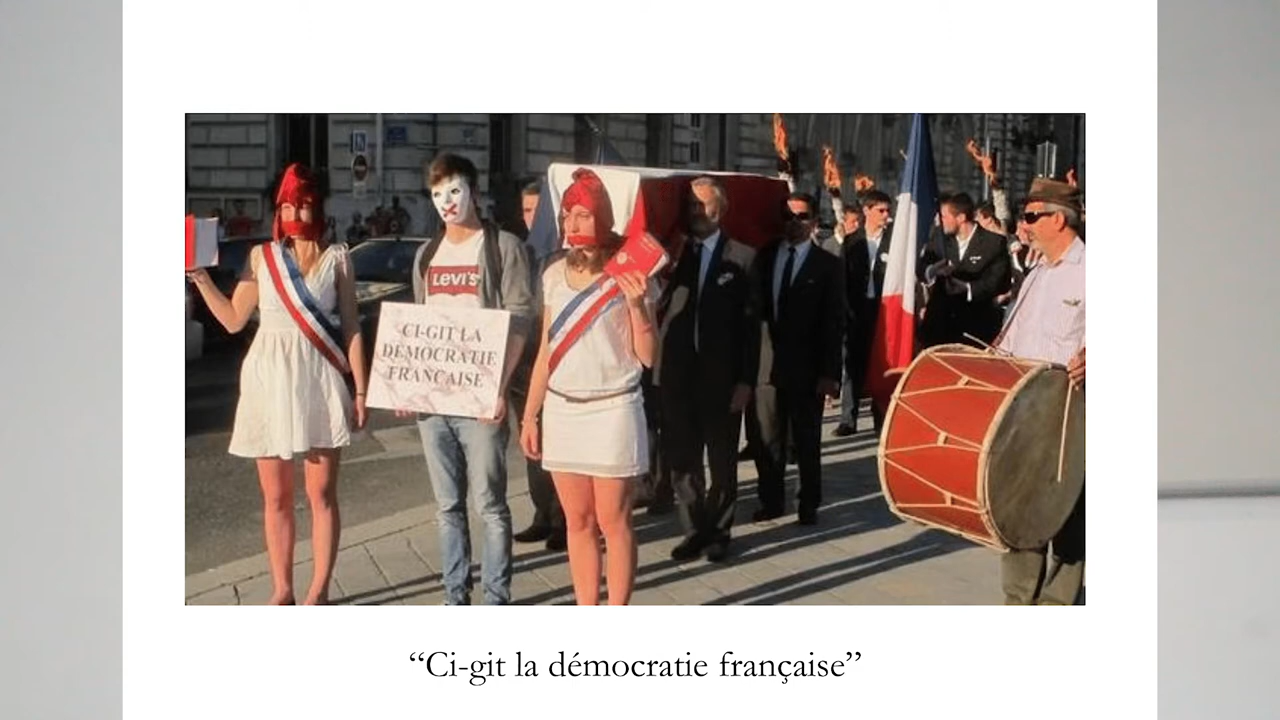 LEVI'S
CI-GIT LA
DÉMOCRATIE
FRANÇAISE
“Ci-git la démocratie française”